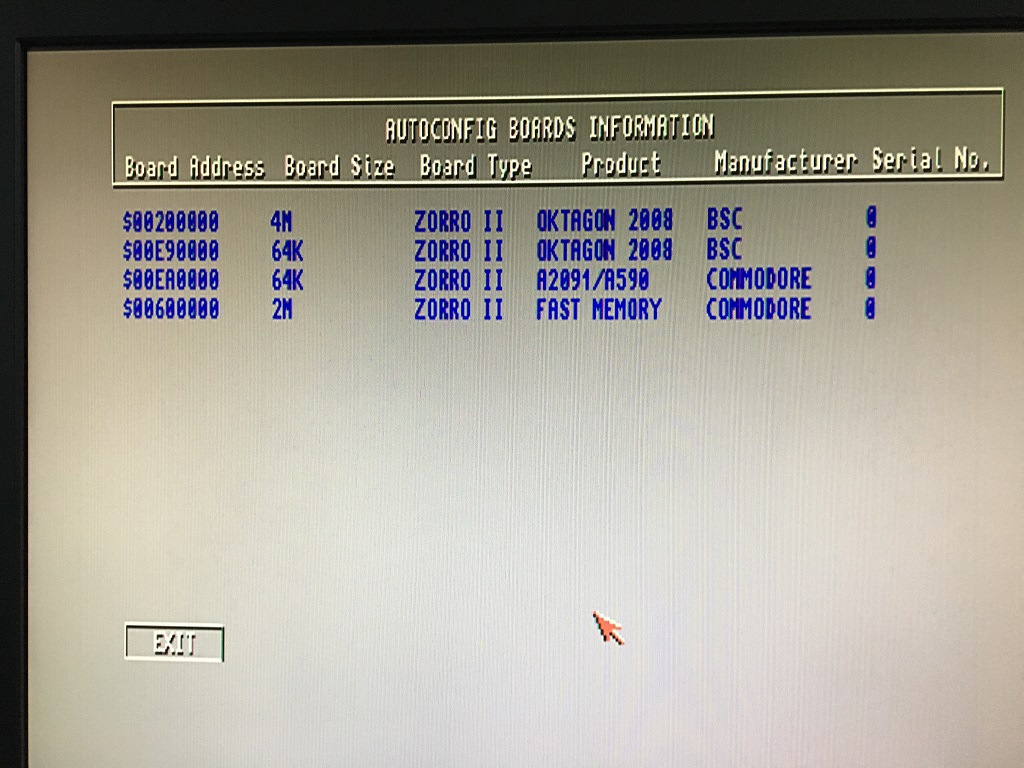 AUTOCONFIG BOARDS INFORMATION
Board Address Board Size Board Type Product Manufacturer Serial No.
$00200000 4M ZORRO II OKTAGON 2008 BSC 0
$00E90000 64K ZORRO II OKTAGON 2008 BSC 0
$00EA0000 64K ZORRO II A2091/A590 COMMODORE 0
$00600000 2M ZORRO II FAST MEMORY COMMODORE 0
EXIT